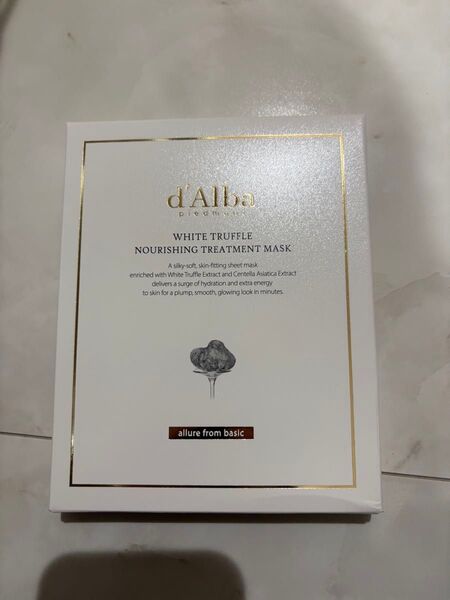 d'Alba
piedmont
WHITE TRUFFLE
NOURISHING TREATMENT MASK
A silky-soft, skin-fitting sheet mask
enriched with White Truffle Extract and Centella Asiatica Extract
delivers a surge of hydration and extra energy
to skin for a plump, smooth, glowing look in minutes.
allure from basic